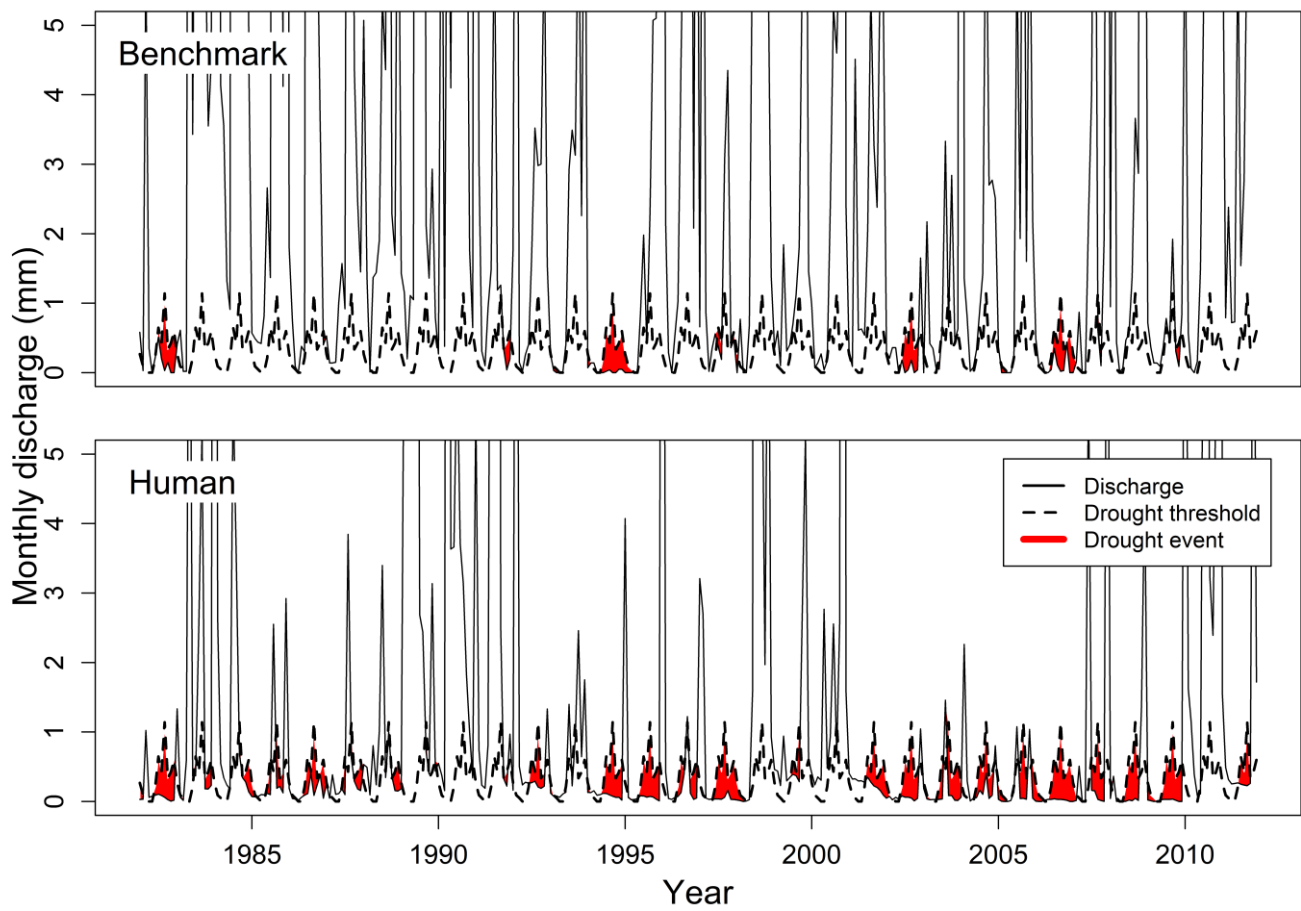 Monthly discharge (mm)
Benchmark
5
4
3
2
1
0
Human
5
4
3
2
1
0
Discharge
Drought threshold
Drought event
1985 1990 1995 2000 2005 2010
Year